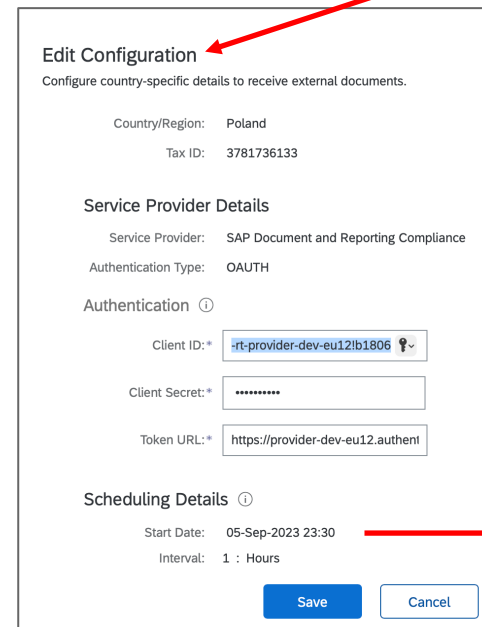 Edit Configuration
Configure country-specific details to receive external documents.
Country/Region: Poland
Tax ID: 3781736133
Service Provider Details
Service Provider: SAP Document and Reporting Compliance
Authentication Type: OAUTH
Authentication
Client ID:* -rt-provider-dev-eu12!b1806
Client Secret:* ••••••••••
Token URL:* https://provider-dev-eu12.authent
Scheduling Details
Start Date: 05-Sep-2023 23:30
Interval: 1 : Hours
Save Cancel